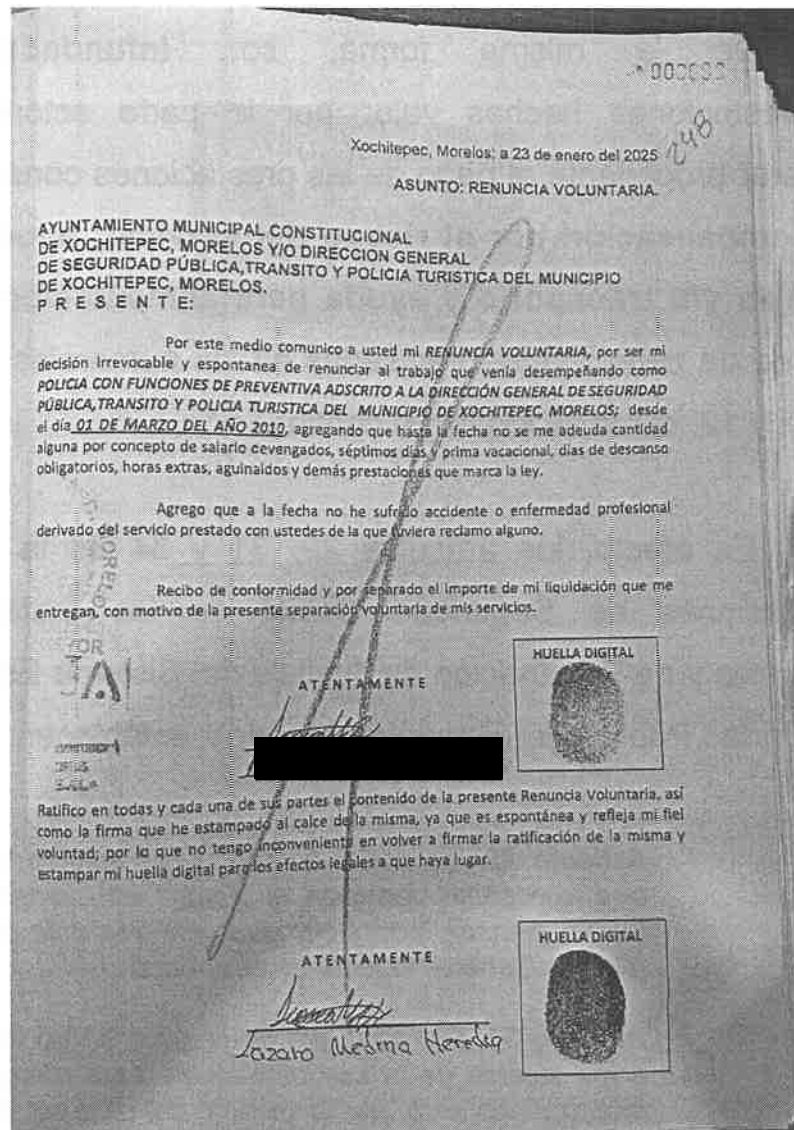 248
Xochitepec, Morelos; a 23 de enero del 2025
ASUNTO: RENUNCIA VOLUNTARIA.
AYUNTAMIENTO MUNICIPAL CONSTITUCIONAL
DE XOCHITEPEC, MORELOS Y/O DIRECCION GENERAL
DE SEGURIDAD PÚBLICA,TRANSITO Y POLICIA TURISTICA DEL MUNICIPIO
DE XOCHITEPEC, MORELOS.
P R E S E N T E:
Por este medio comunico a usted mi RENUNCIA VOLUNTARIA, por ser mi
decisión irrevocable y espontanea de renunciar al trabajo que venía desempeñando como
POLICIA CON FUNCIONES DE PREVENTIVA ADSCRITO A LA DIRECCIÓN GENERAL DE SEGURIDAD
PÚBLICA,TRANSITO Y POLICIA TURISTICA DEL MUNICIPIO DE XOCHITEPEC, MORELOS; desde
el día 01 DE MARZO DEL AÑO 2010, agregando que hasta la fecha no se me adeuda cantidad
alguna por concepto de salario devengados, séptimos días y prima vacacional, días de descanso
obligatorios, horas extras, aguinaldos y demás prestaciones que marca la ley.
Agrego que a la fecha no he sufrido accidente o enfermedad profesional
derivado del servicio prestado con ustedes de la que tuviera reclamo alguno.
Recibo de conformidad y por separado el importe de mi liquidación que me
entregan, con motivo de la presente separación voluntaria de mis servicios.
HUELLA DIGITAL
ATENTAMENTE
Ratifico en todas y cada una de sus partes el contenido de la presente Renuncia Voluntaria, así
como la firma que he estampado al calce de la misma, ya que es espontánea y refleja mi fiel
voluntad; por lo que no tengo inconveniente en volver a firmar la ratificación de la misma y
estampar mi huella digital para los efectos legales a que haya lugar.
HUELLA DIGITAL
ATENTAMENTE
Lazaro Medina Heredia